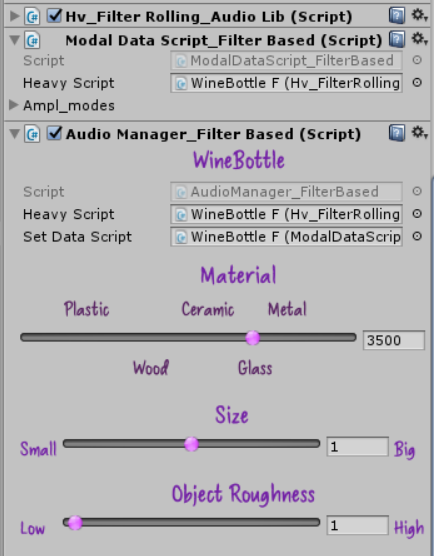 Hv_Filter Rolling_Audio Lib (Script)
Modal Data Script_Filter Based (Script)
Script ModalDataScript_FilterBased
Heavy Script WineBottle F (Hv_FilterRolling
Ampl_modes
Audio Manager_Filter Based (Script)
WineBottle
Script AudioManager_FilterBased
Heavy Script WineBottle F (Hv_FilterRolling
Set Data Script WineBottle F (ModalDataScrip
Material
Plastic Ceramic Metal
3500
Wood Glass
Size
Small 1 Big
Object Roughness
Low 1 High